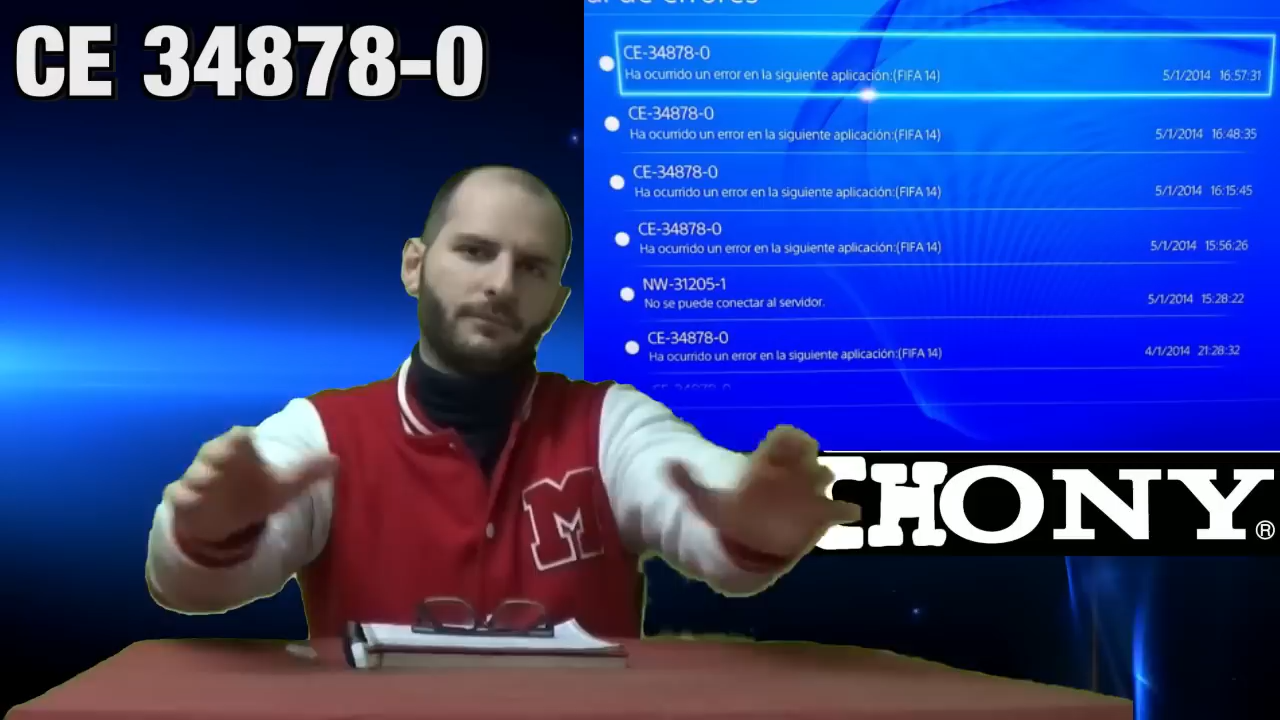 CE 34878-0
CE-34878-0
Ha ocurrido un error en la siguiente aplicación:(FIFA 14)
5/1/2014 16:57:31
CE-34878-0
Ha ocurrido un error en la siguiente aplicación:(FIFA 14)
5/1/2014 16:48:35
CE-34878-0
Ha ocurrido un error en la siguiente aplicación:(FIFA 14)
5/1/2014 16:15:45
CE-34878-0
Ha ocurrido un error en la siguiente aplicación:(FIFA 14)
5/1/2014 15:56:26
NW-31205-1
No se puede conectar al servidor.
5/1/2014 15:28:22
CE-34878-0
Ha ocurrido un error en la siguiente aplicación:(FIFA 14)
4/1/2014 21:28:32
M
CHONY®